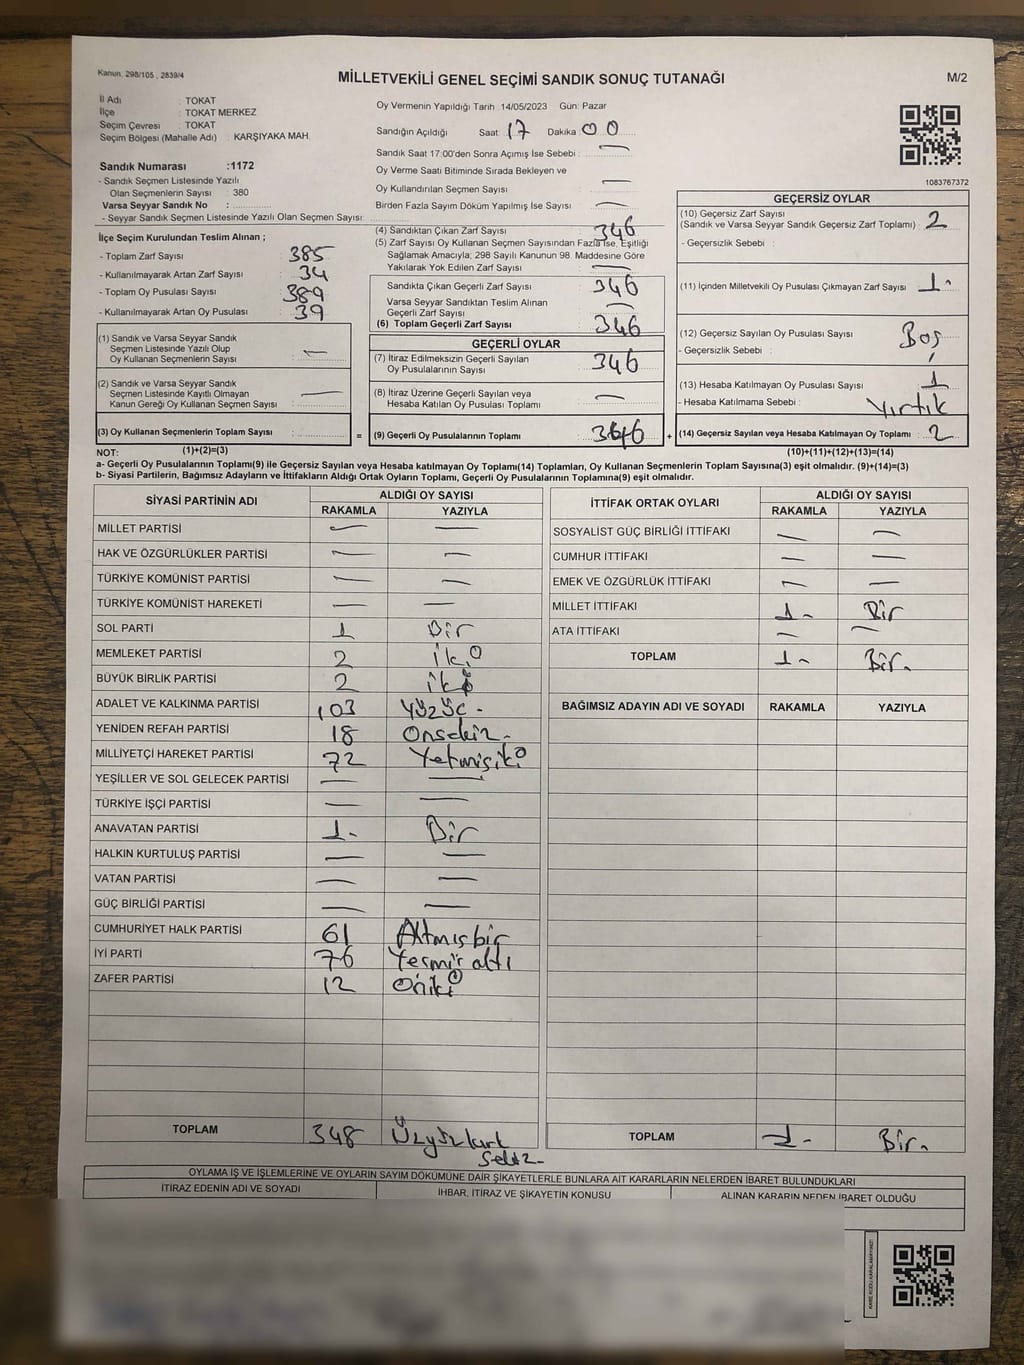 Kanun, 298/105 , 2839/4
MİLLETVEKİLİ GENEL SEÇİMİ SANDIK SONUÇ TUTANAĞI
M/2
İl Adı : TOKAT
İlçe : TOKAT MERKEZ
Seçim Çevresi : TOKAT
Seçim Bölgesi (Mahalle Adı) : KARŞIYAKA MAH.
Sandık Numarası :1172
- Sandık Seçmen Listesinde Yazılı
Olan Seçmenlerin Sayısı : 380
Varsa Seyyar Sandık No :
- Seyyar Sandık Seçmen Listesinde Yazılı Olan Seçmen Sayısı:
Oy Vermenin Yapıldığı Tarih :14/05/2023 Gün: Pazar
Sandığın Açıldığı Saat: 17 Dakika 00
Sandık Saat 17:00'den Sonra Açımış İse Sebebi : —
Oy Verme Saati Bitiminde Sırada Bekleyen ve
Oy Kullandırılan Seçmen Sayısı —
Birden Fazla Sayım Döküm Yapılmış İse Sayısı —
1083767372
İlçe Seçim Kurulundan Teslim Alınan ;
- Toplam Zarf Sayısı 385
- Kullanılmayarak Artan Zarf Sayısı 34
- Toplam Oy Pusulası Sayısı 389
- Kullanılmayarak Artan Oy Pusulası 39
(1) Sandık ve Varsa Seyyar Sandık
Seçmen Listesinde Yazılı Olup
Oy Kullanan Seçmenlerin Sayısı —
(2) Sandık ve Varsa Seyyar Sandık
Seçmen Listesinde Kayıtlı Olmayan
Kanun Gereği Oy Kullanan Seçmen Sayısı : —
(3) Oy Kullanan Seçmenlerin Toplam Sayısı :
(4) Sandıktan Çıkan Zarf Sayısı 346
(5) Zarf Sayısı Oy Kullanan Seçmen Sayısından Fazla İse, Eşitliği
Sağlamak Amacıyla; 298 Sayılı Kanunun 98. Maddesine Göre
Yakılarak Yok Edilen Zarf Sayısı —
Sandıkta Çıkan Geçerli Zarf Sayısı 346
Varsa Seyyar Sandıktan Teslim Alınan
Geçerli Zarf Sayısı —
(6) Toplam Geçerli Zarf Sayısı 346
GEÇERLİ OYLAR
(7) İtiraz Edilmeksizin Geçerli Sayılan
Oy Pusulalarının Sayısı 346
(8) İtiraz Üzerine Geçerli Sayılan veya
Hesaba Katılan Oy Pusulası Toplamı —
= (9) Geçerli Oy Pusulalarının Toplamı +
GEÇERSİZ OYLAR
(10) Geçersiz Zarf Sayısı
(Sandık ve Varsa Seyyar Sandık Geçersiz Zarf Toplamı) : 2
- Geçersizlik Sebebi :
(11) İçinden Milletvekili Oy Pusulası Çıkmayan Zarf Sayısı 1-
(12) Geçersiz Sayılan Oy Pusulası Sayısı Boş
- Geçersizlik Sebebi :
(13) Hesaba Katılmayan Oy Pusulası Sayısı 1
- Hesaba Katılmama Sebebi : Yırtık
(14) Geçersiz Sayılan veya Hesaba Katılmayan Oy Toplamı 2
(1)+(2)=(3)
(10)+(11)+(12)+(13)=(14)
NOT:
a- Geçerli Oy Pusulalarının Toplamı(9) ile Geçersiz Sayılan veya Hesaba katılmayan Oy Toplamı(14) Toplamları, Oy Kullanan Seçmenlerin Toplam Sayısına(3) eşit olmalıdır. (9)+(14)=(3)
b- Siyasi Partilerin, Bağımsız Adayların ve İttifakların Aldığı Ortak Oyların Toplamı, Geçerli Oy Pusulalarının Toplamına(9) eşit olmalıdır.
SİYASİ PARTİNİN ADI ALDIĞI OY SAYISI
RAKAMLA YAZIYLA
MİLLET PARTİSİ — —
HAK VE ÖZGÜRLÜKLER PARTİSİ — —
TÜRKİYE KOMÜNİST PARTİSİ — —
TÜRKİYE KOMÜNİST HAREKETİ — —
SOL PARTİ 1 Bir
MEMLEKET PARTİSİ 2 iki
BÜYÜK BİRLİK PARTİSİ 2 iki
ADALET VE KALKINMA PARTİSİ 103 Yüzüç -
YENİDEN REFAH PARTİSİ 18 Onsekiz -
MİLLİYETÇİ HAREKET PARTİSİ 72 Yetmişiki
YEŞİLLER VE SOL GELECEK PARTİSİ — —
TÜRKİYE İŞÇİ PARTİSİ — —
ANAVATAN PARTİSİ 1- Bir
HALKIN KURTULUŞ PARTİSİ — —
VATAN PARTİSİ — —
GÜÇ BİRLİĞİ PARTİSİ — —
CUMHURİYET HALK PARTİSİ 61 Altmışbir
İYİ PARTİ 76 altı
ZAFER PARTİSİ 12 Oniki
TOPLAM 348
Sekiz-
İTTİFAK ORTAK OYLARI ALDIĞI OY SAYISI
RAKAMLA YAZIYLA
SOSYALİST GÜÇ BİRLİĞİ İTTİFAKI — —
CUMHUR İTTİFAKI — —
EMEK VE ÖZGÜRLÜK İTTİFAKI — —
MİLLET İTTİFAKI 1- Bir
ATA İTTİFAKI — —
TOPLAM 1- Bir.
BAĞIMSIZ ADAYIN ADI VE SOYADI RAKAMLA YAZIYLA
TOPLAM 1- Bir.
OYLAMA İŞ VE İŞLEMLERİNE VE OYLARIN SAYIM DÖKÜMÜNE DAİR ŞİKAYETLERLE BUNLARA AİT KARARLARIN NELERDEN İBARET BULUNDUKLARI
İTİRAZ EDENİN ADI VE SOYADI İHBAR, İTİRAZ VE ŞİKAYETİN KONUSU ALINAN KARARIN NEDEN İBARET OLDUĞU